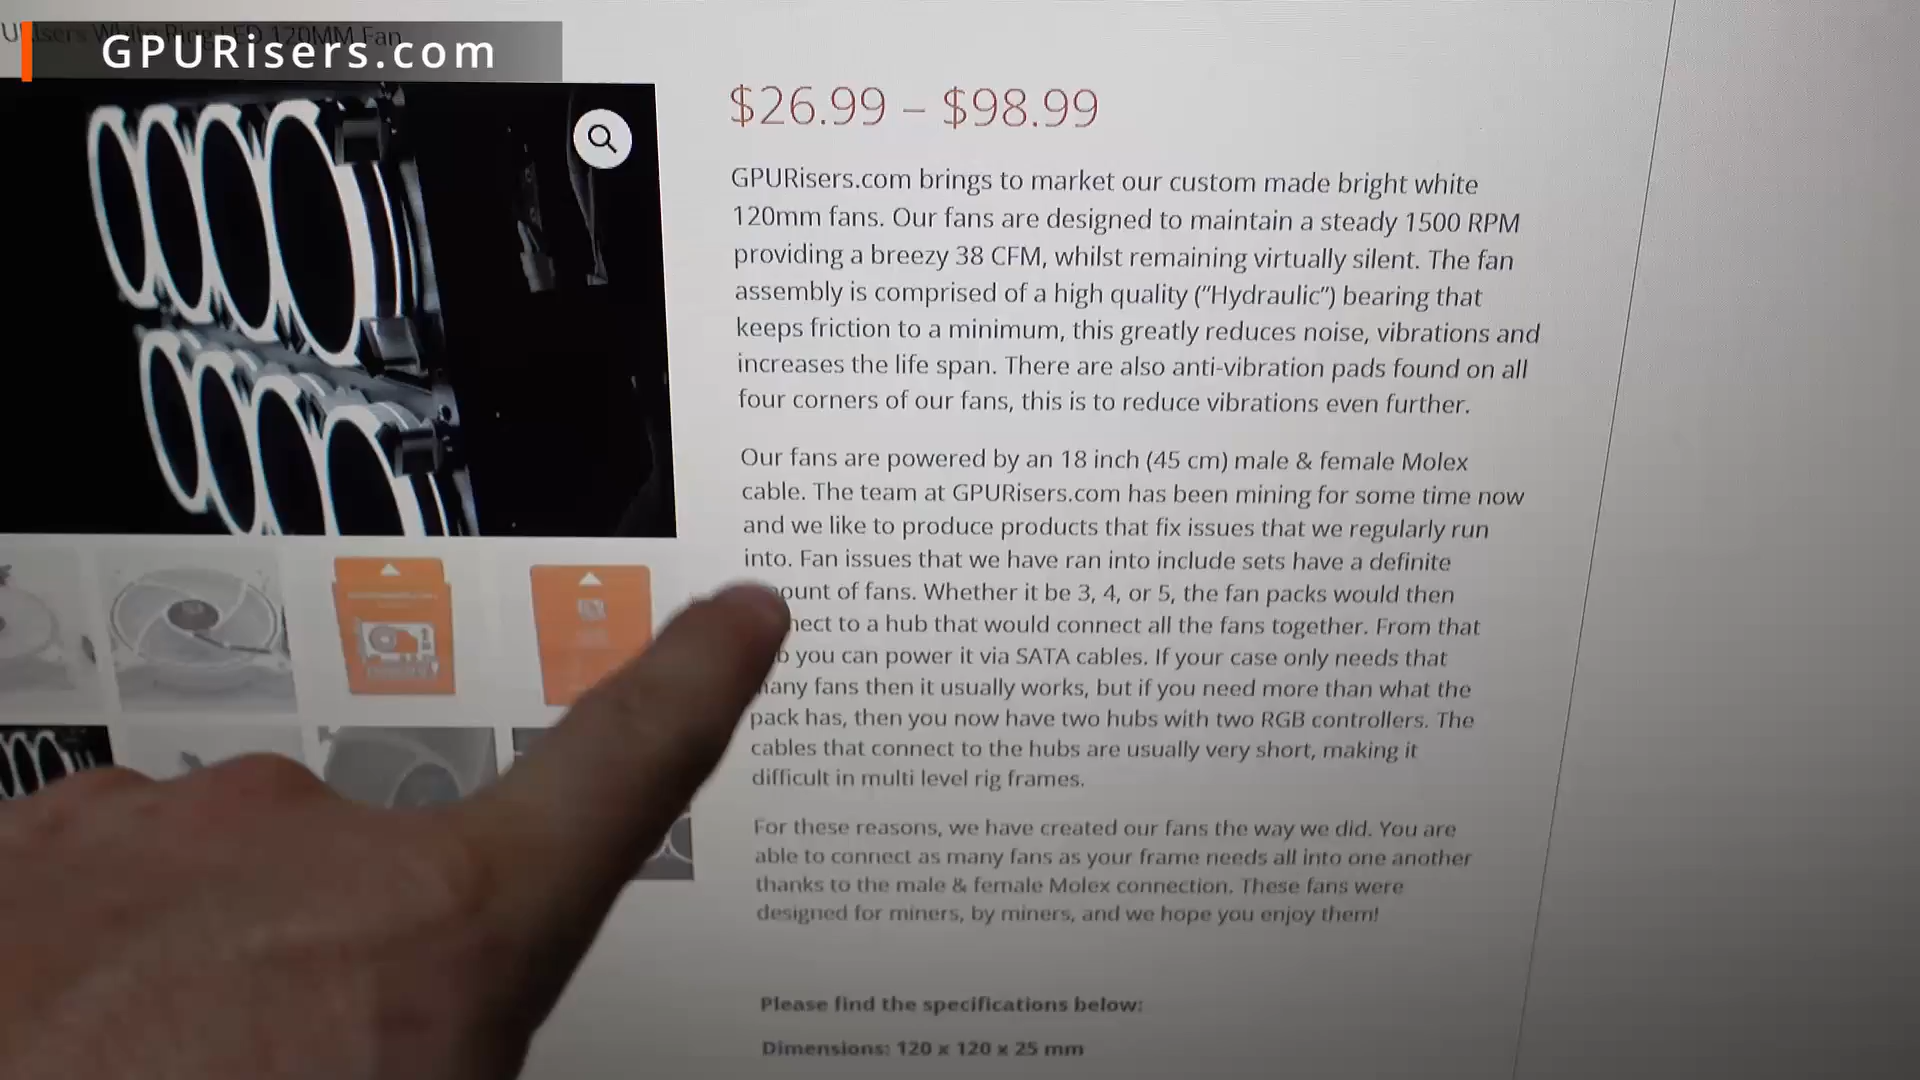 GPURisers.com
White Ring LED 120MM Fan
$26.99 – $98.99
GPURisers.com brings to market our custom made bright white
120mm fans. Our fans are designed to maintain a steady 1500 RPM
providing a breezy 38 CFM, whilst remaining virtually silent. The fan
assembly is comprised of a high quality (“Hydraulic”) bearing that
keeps friction to a minimum, this greatly reduces noise, vibrations and
increases the life span. There are also anti-vibration pads found on all
four corners of our fans, this is to reduce vibrations even further.
Our fans are powered by an 18 inch (45 cm) male & female Molex
cable. The team at GPURisers.com has been mining for some time now
and we like to produce products that fix issues that we regularly run
into. Fan issues that we have ran into include sets have a definite
of fans. Whether it be 3, 4, or 5, the fan packs would then
to a hub that would connect all the fans together. From that
you can power it via SATA cables. If your case only needs that
many fans then it usually works, but if you need more than what the
pack has, then you now have two hubs with two RGB controllers. The
cables that connect to the hubs are usually very short, making it
difficult in multi level rig frames.
For these reasons, we have created our fans the way we did. You are
able to connect as many fans as your frame needs all into one another
thanks to the male & female Molex connection. These fans were
designed for miners, by miners, and we hope you enjoy them!
Please find the specifications below:
Dimensions: 120 x 120 x 25 mm